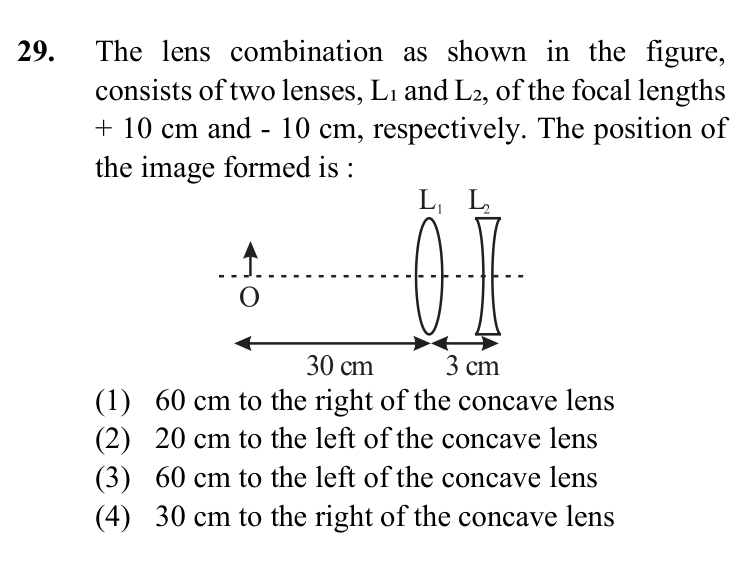 29. The lens combination as shown in the figure,
consists of two lenses, L₁ and L₂, of the focal lengths
+ 10 cm and - 10 cm, respectively. The position of
the image formed is :
L₁ L₂
O
30 cm 3 cm
(1) 60 cm to the right of the concave lens
(2) 20 cm to the left of the concave lens
(3) 60 cm to the left of the concave lens
(4) 30 cm to the right of the concave lens